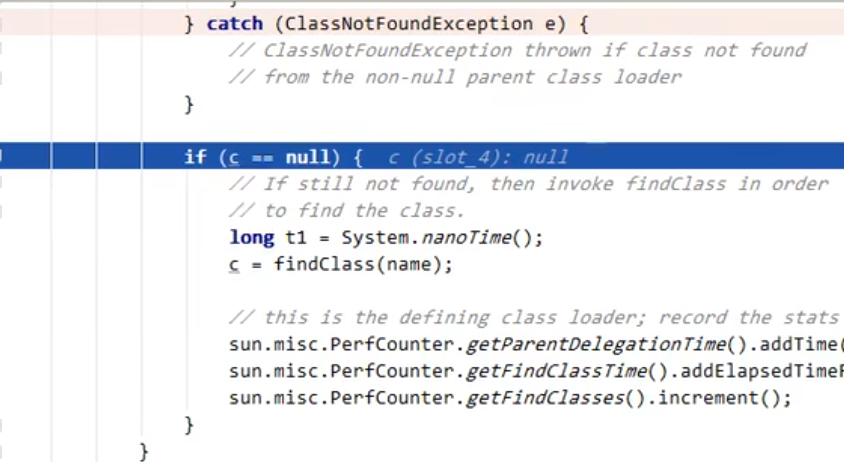 } catch (ClassNotFoundException e) {
// ClassNotFoundException thrown if class not found
// from the non-null parent class loader
}
if (c == null) { c (slot_4): null
// If still not found, then invoke findClass in order
// to find the class.
long t1 = System.nanoTime();
c = findClass(name);
// this is the defining class loader; record the stats
sun.misc.PerfCounter.getParentDelegationTime().addTime(
sun.misc.PerfCounter.getFindClassTime().addElapsedTimeF
sun.misc.PerfCounter.getFindClasses().increment();
}
}